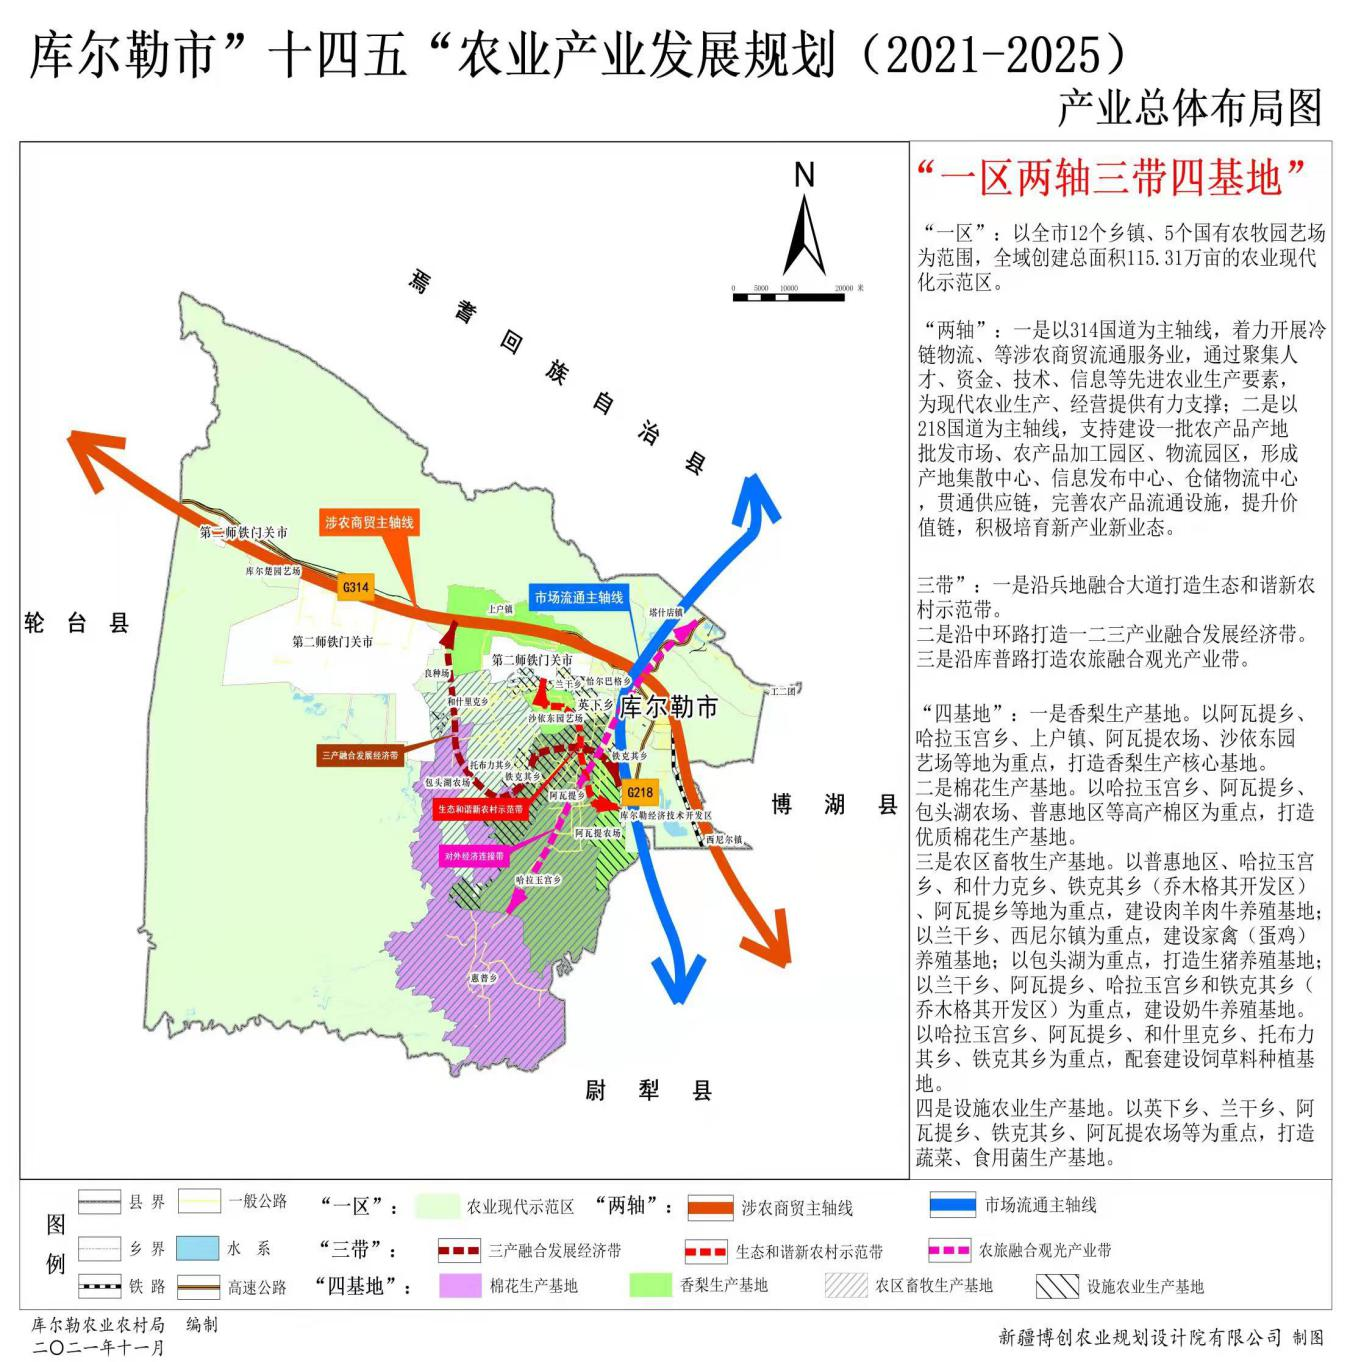 库尔勒市”十四五“农业产业发展规划（2021-2025）
产业总体布局图
“一区两轴三带四基地”
“一区”：以全市12个乡镇、5个国有农牧园艺场
为范围，全域创建总面积115.31万亩的农业现代
化示范区。
“两轴”：一是以314国道为主轴线，着力开展冷
链物流、等涉农商贸流通服务业，通过聚集人
才、资金、技术、信息等先进农业生产要素，
为现代农业生产、经营提供有力支撑；二是以
218国道为主轴线，支持建设一批农产品产地
批发市场、农产品加工园区、物流园区，形成
产地集散中心、信息发布中心、仓储物流中心
，贯通供应链，完善农产品流通设施，提升价
值链，积极培育新产业新业态。
三带”：一是沿兵地融合大道打造生态和谐新农
村示范带。
二是沿中环路打造一二三产业融合发展经济带。
三是沿库普路打造农旅融合观光产业带。
“四基地”：一是香梨生产基地。以阿瓦提乡、
哈拉玉宫乡、上户镇、阿瓦提农场、沙依东园
艺场等地为重点，打造香梨生产核心基地。
二是棉花生产基地。以哈拉玉宫乡、阿瓦提乡、
包头湖农场、普惠地区等高产棉区为重点，打造
优质棉花生产基地。
三是农区畜牧生产基地。以普惠地区、哈拉玉宫
乡、和什力克乡、铁克其乡（乔木格其开发区）
、阿瓦提乡等地为重点，建设肉羊肉牛养殖基地；
以兰干乡、西尼尔镇为重点，建设家禽（蛋鸡）
养殖基地；以包头湖为重点，打造生猪养殖基地；
以兰干乡、阿瓦提乡、哈拉玉宫乡和铁克其乡（
乔木格其开发区）为重点，建设奶牛养殖基地。
以哈拉玉宫乡、阿瓦提乡、和什里克乡、托布力
其乡、铁克其乡为重点，配套建设饲草料种植基
地。
四是设施农业生产基地。以英下乡、兰干乡、阿
瓦提乡、铁克其乡、阿瓦提农场等为重点，打造
蔬菜、食用菌生产基地。
N
0 5000 10000 20000 米
焉耆回族自治县
轮台县
博湖县
尉犁县
第二师铁门关市
涉农商贸主轴线
库尔楚园艺场
G314
市场流通主轴线
上户镇
塔什店镇
第二师铁门关市
第二师铁门关市
良种场
兰干乡
恰尔巴格乡
工二团
和什里克乡
英下乡
库尔勒市
沙依东园艺场
三产融合发展经济带
托布力其乡
铁克其乡
铁克其乡
包头湖农场
阿瓦提乡
G218
生态和谐新农村示范带
库尔勒经济技术开发区
阿瓦提农场
西尼尔镇
对外经济连接带
哈拉玉宫乡
惠普乡
图例
县界
一般公路
“一区”：
农业现代示范区
“两轴”：
涉农商贸主轴线
市场流通主轴线
乡界
水系
“三带”：
三产融合发展经济带
生态和谐新农村示范带
农旅融合观光产业带
铁路
高速公路
“四基地”：
棉花生产基地
香梨生产基地
农区畜牧生产基地
设施农业生产基地
库尔勒农业农村局 编制
二〇二一年十一月
新疆博创农业规划设计院有限公司 制图